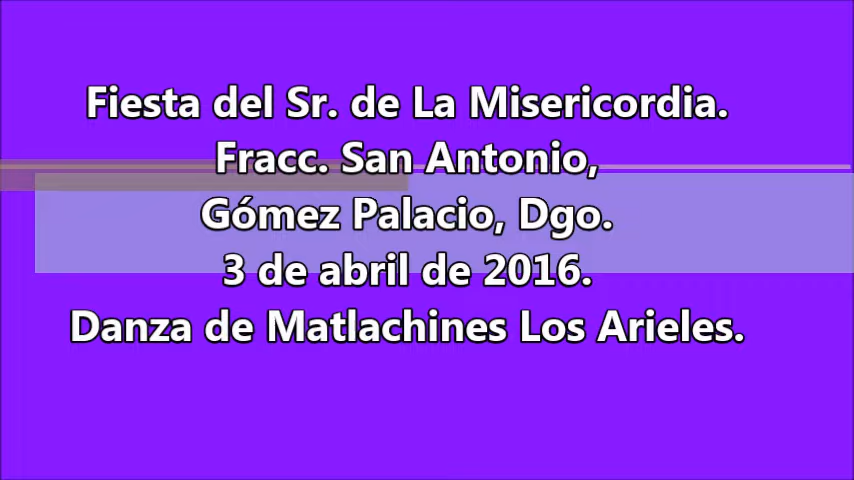 Fiesta del Sr. de La Misericordia.
Fracc. San Antonio,
Gómez Palacio, Dgo.
3 de abril de 2016.
Danza de Matlachines Los Arieles.